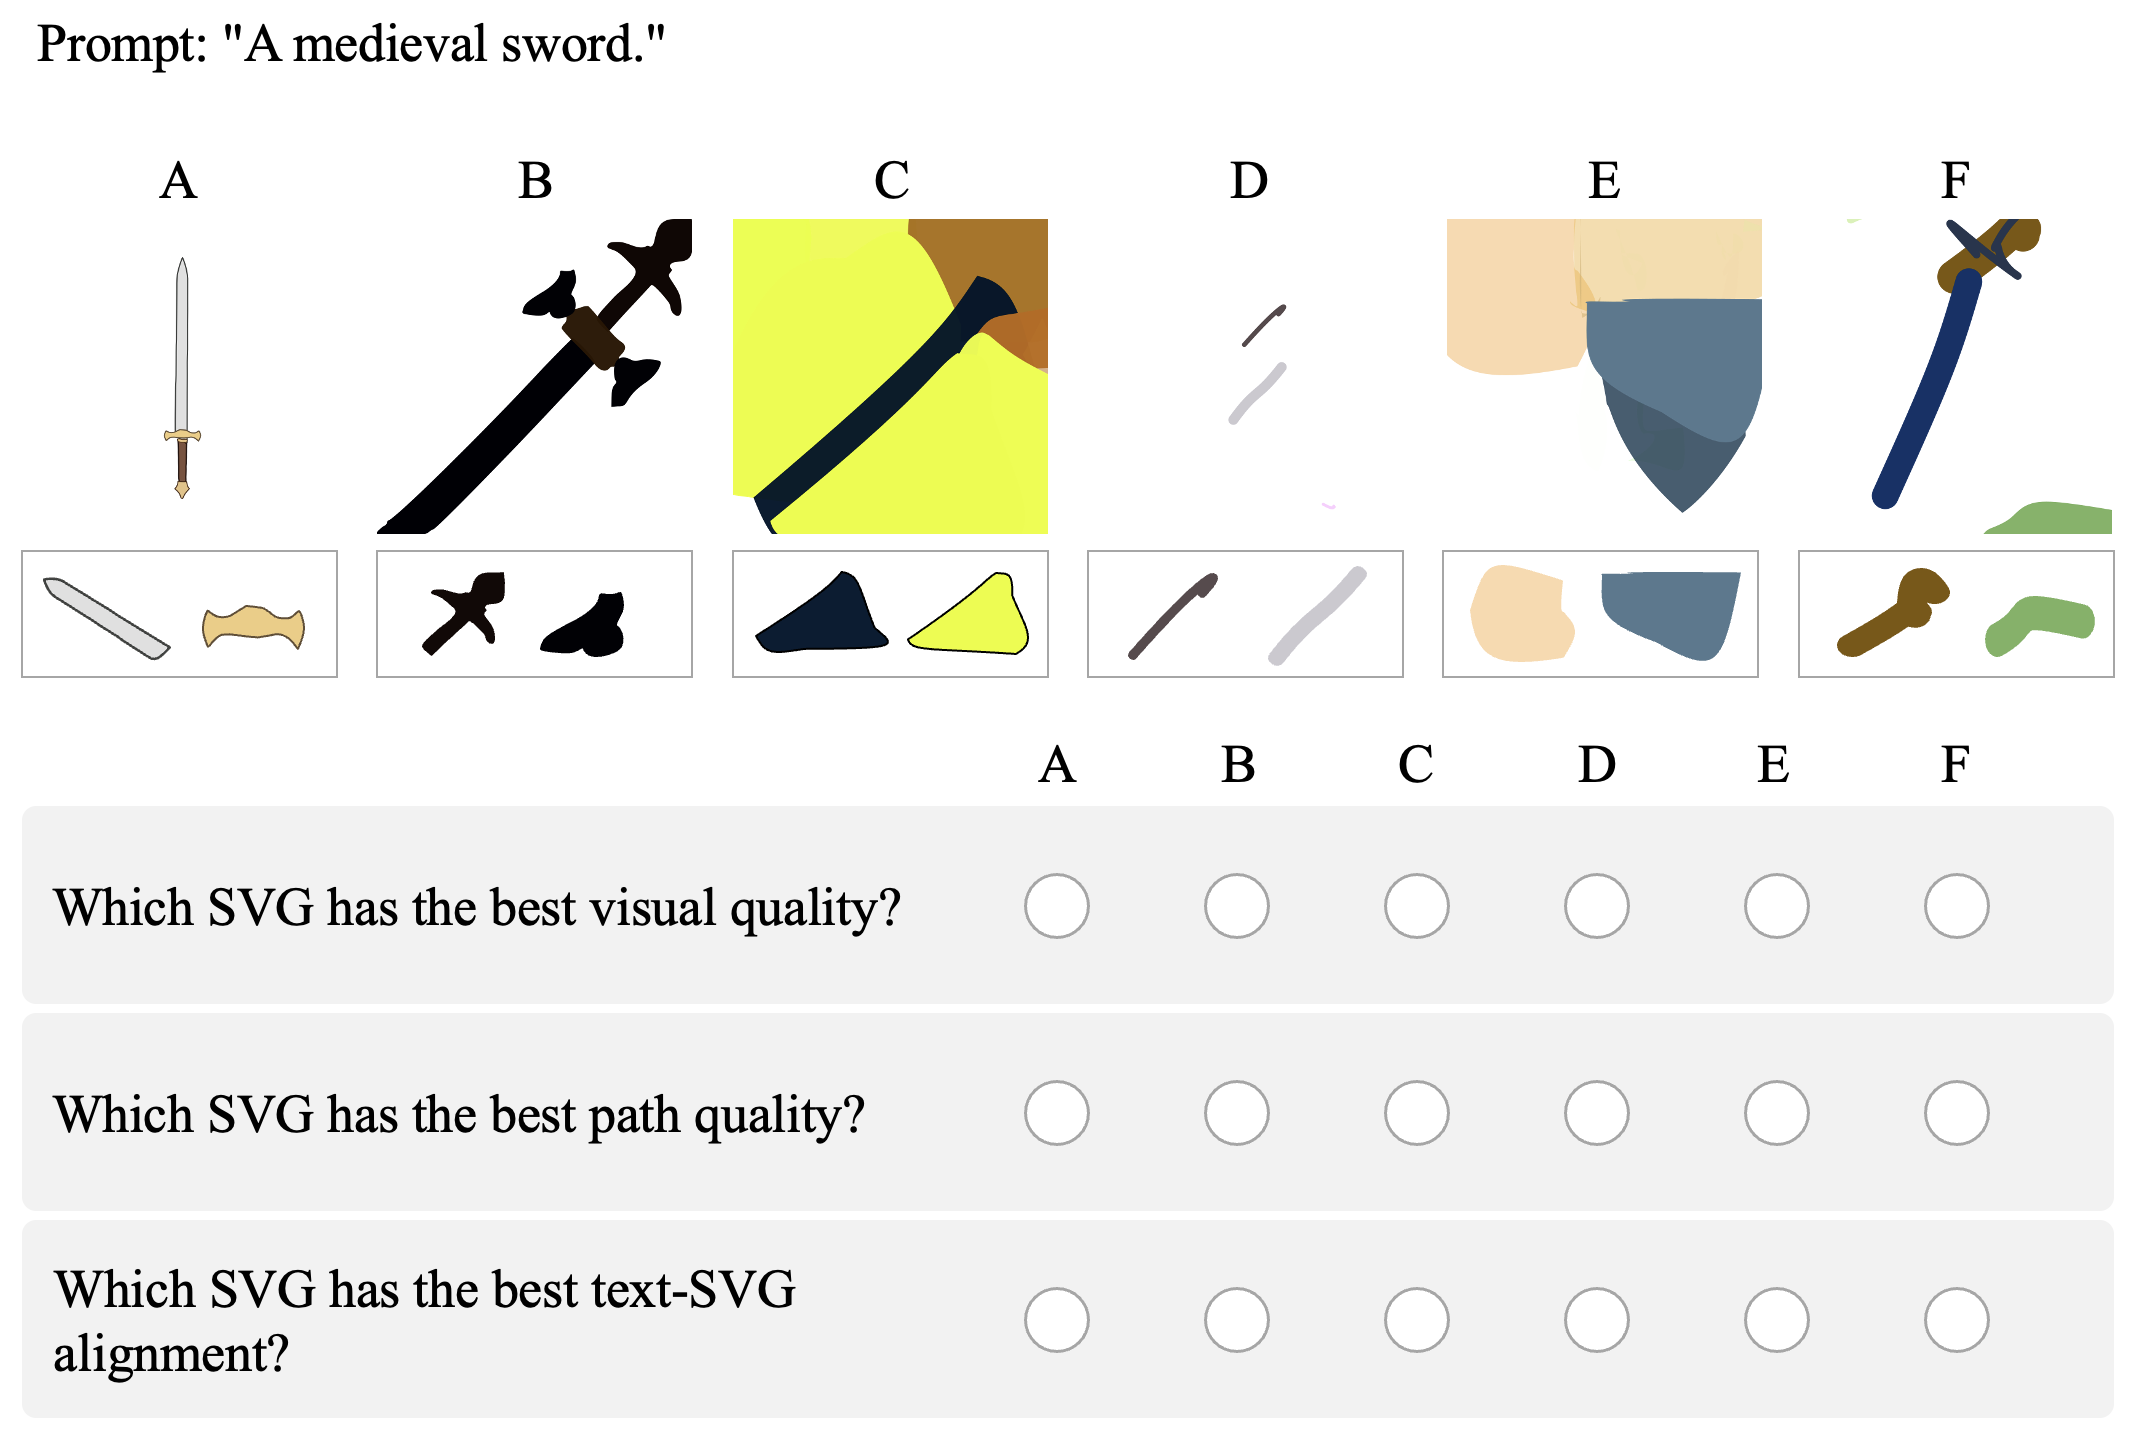 Prompt: "A medieval sword."
A B C D E F
A B C D E F
Which SVG has the best visual quality?
Which SVG has the best path quality?
Which SVG has the best text-SVG
alignment?